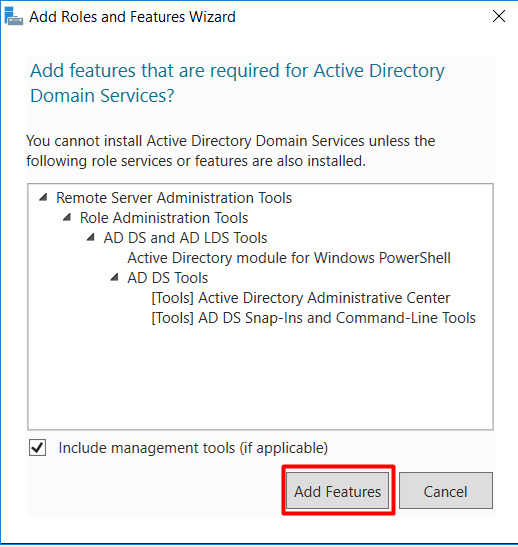 Add Roles and Features Wizard
Add features that are required for Active Directory
Domain Services?
You cannot install Active Directory Domain Services unless the
following role services or features are also installed.
Remote Server Administration Tools
Role Administration Tools
AD DS and AD LDS Tools
Active Directory module for Windows PowerShell
AD DS Tools
[Tools] Active Directory Administrative Center
[Tools] AD DS Snap-Ins and Command-Line Tools
Include management tools (if applicable)
Add Features
Cancel